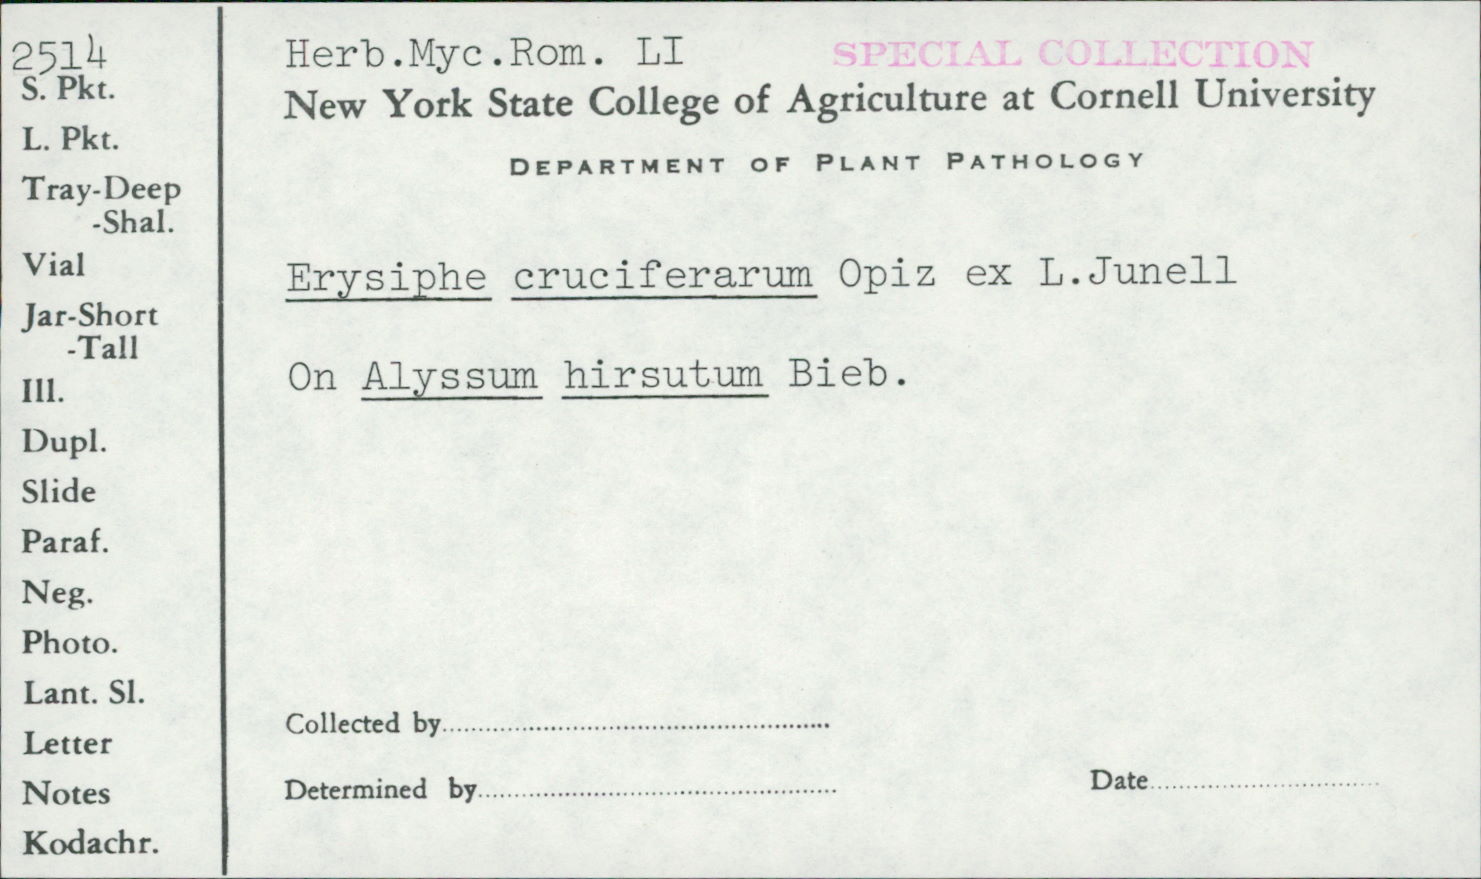 2514
S. Pkt.
L. Pkt.
Tray-Deep
-Shal.
Vial
Jar-Short
-Tall
Ill.
Dupl.
Slide
Paraf.
Neg.
Photo.
Lant. Sl.
Letter
Notes
Kodachr.
Herb.Myc.Rom. LI
SPECIAL COLLECTION
New York State College of Agriculture at Cornell University
DEPARTMENT OF PLANT PATHOLOGY
Erysiphe cruciferarum Opiz ex L.Junell
On Alyssum hirsutum Bieb.
Collected by
Determined by
Date